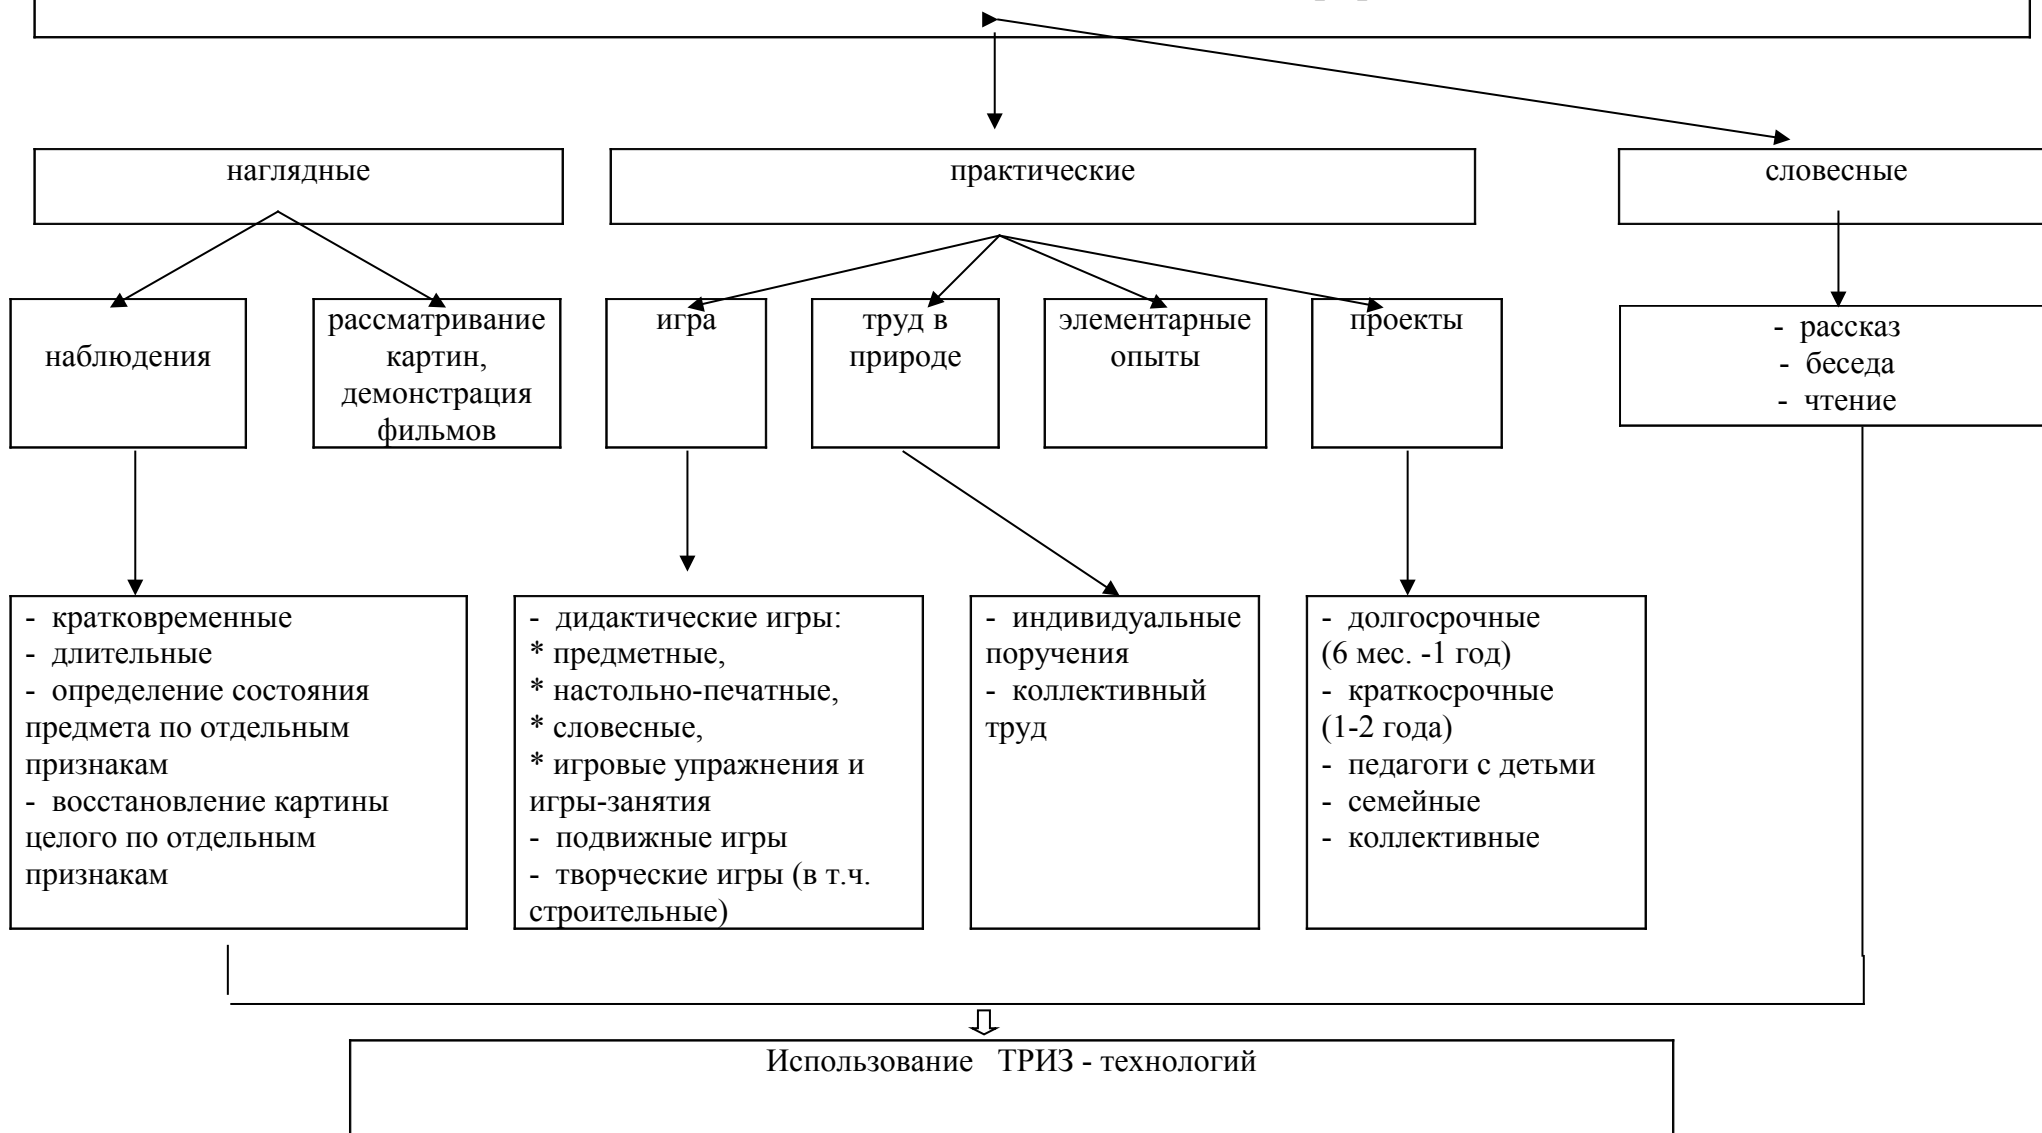 наглядные
практические
словесные
наблюдения
рассматривание
картин,
демонстрация
фильмов
игра
труд в
природе
элементарные
опыты
проекты
- рассказ
- беседа
- чтение
- кратковременные
- длительные
- определение состояния
предмета по отдельным
признакам
- восстановление картины
целого по отдельным
признакам
- дидактические игры:
* предметные,
* настольно-печатные,
* словесные,
* игровые упражнения и
игры-занятия
- подвижные игры
- творческие игры (в т.ч.
строительные)
- индивидуальные
поручения
- коллективный
труд
- долгосрочные
(6 мес. -1 год)
- краткосрочные
(1-2 года)
- педагоги с детьми
- семейные
- коллективные
Использование ТРИЗ - технологий